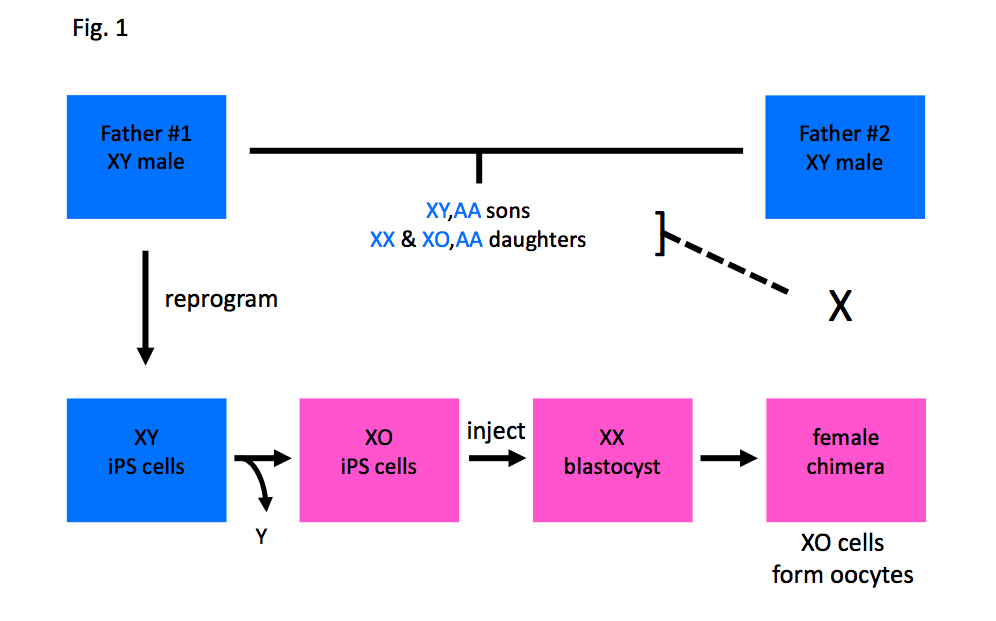 Fig. 1
Father #1
XY male
Father #2
XY male
XY,AA sons
XX & XO,AA daughters
]
X
reprogram
XY
iPS cells
Y
XO
iPS cells
inject
XX
blastocyst
female
chimera
XO cells
form oocytes